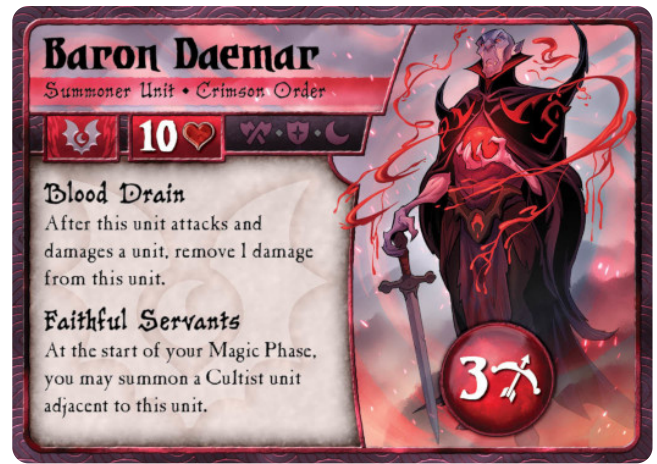 Baron Daemar
Summoner Unit • Crimson Order
10
Blood Drain
After this unit attacks and
damages a unit, remove 1 damage
from this unit.
Faithful Servants
At the start of your Magic Phase,
you may summon a Cultist unit
adjacent to this unit.
3